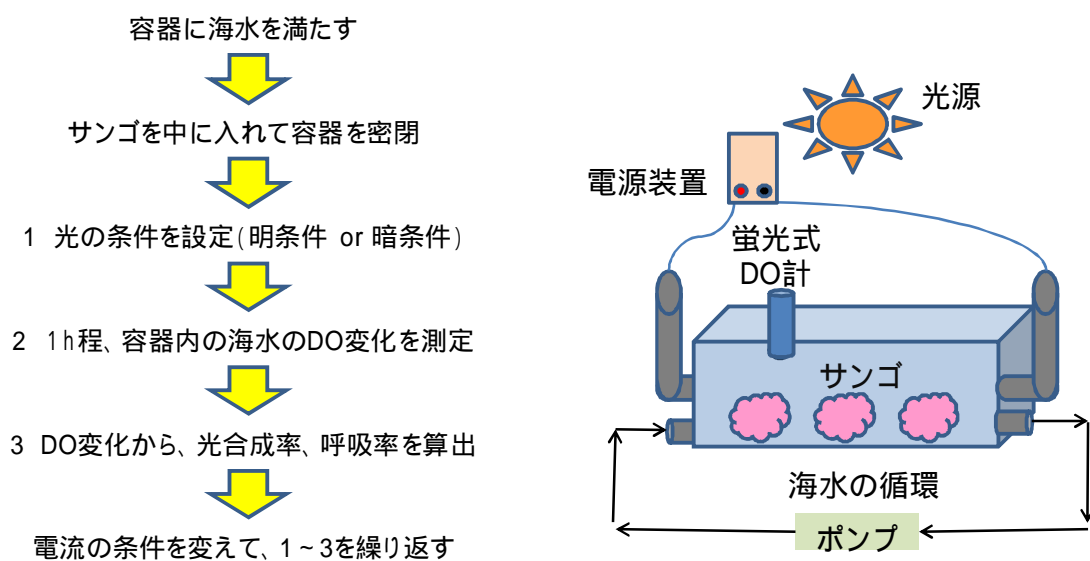 容器に海水を満たす
サンゴを中に入れて容器を密閉
1 光の条件を設定(明条件 or 暗条件)
2 1h程、容器内の海水のDO変化を測定
3 DO変化から、光合成率、呼吸率を算出
電流の条件を変えて、1~3を繰り返す
光源
電源装置
蛍光式
DO計
サンゴ
海水の循環
ポンプ